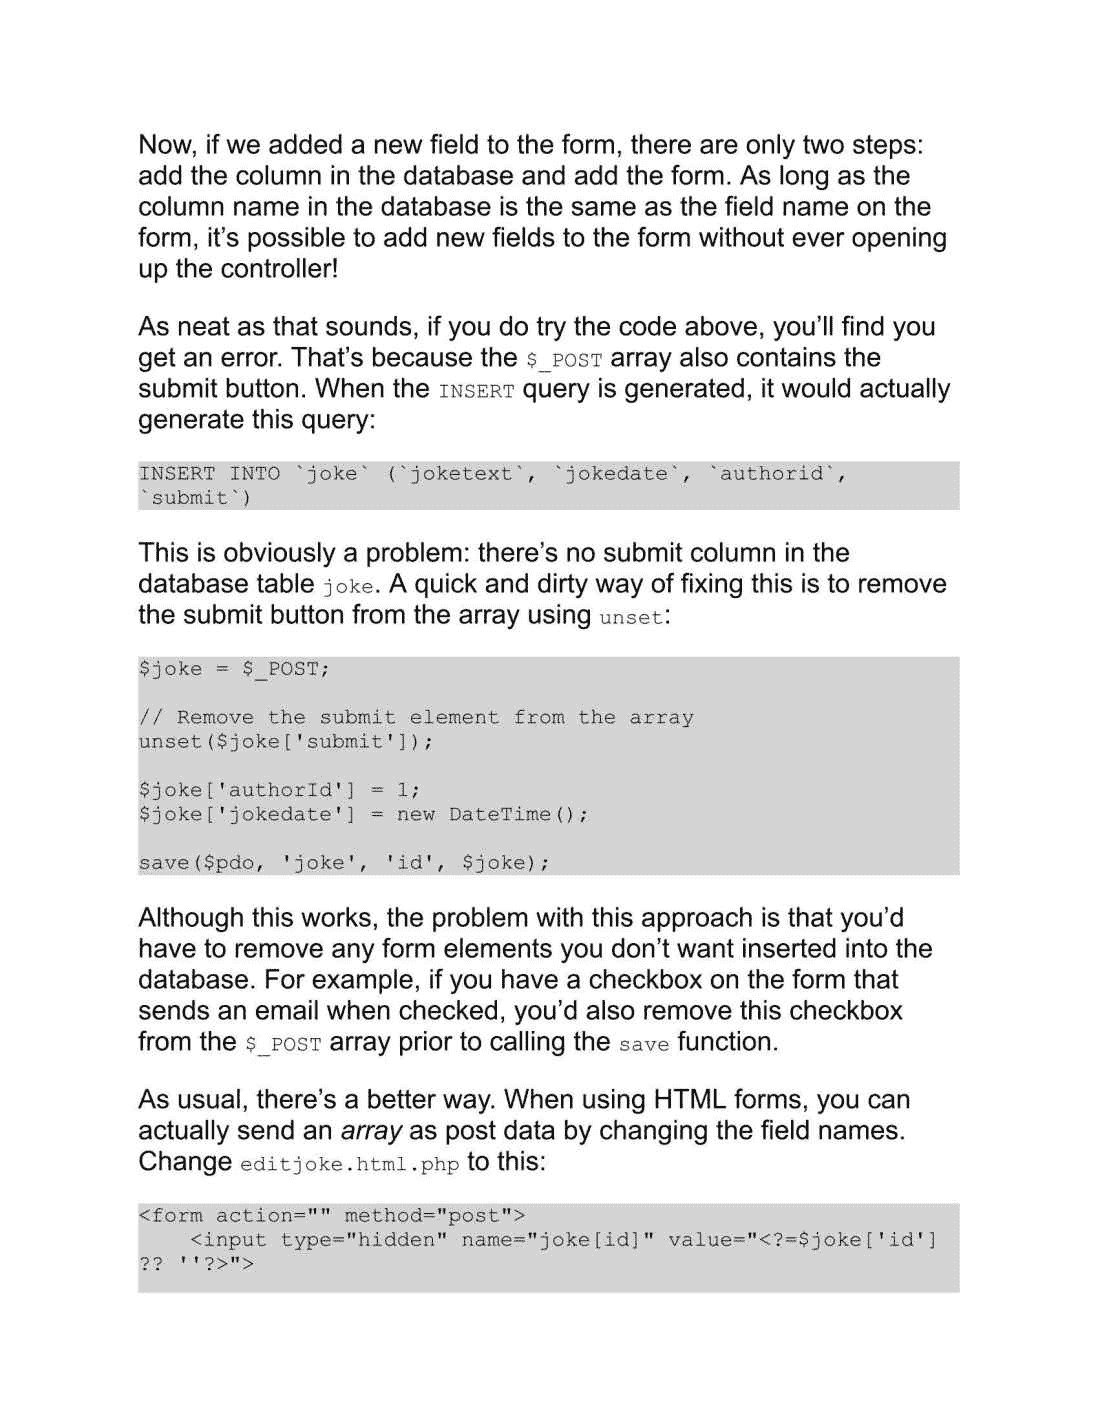 Now, if we added a new field to the form, there are only two steps:
add the column in the database and add the form. As long as the
column name in the database is the same as the field name on the
form, it’s possible to add new fields to the form without ever opening
up the controller!
As neat as that sounds, if you do try the code above, you’ll find you
get an error. That’s because the $_POST array also contains the
submit button. When the INSERT query is generated, it would actually
generate this query:
INSERT INTO `joke` (`joketext`, `jokedate`, `authorid`,
`submit`)
This is obviously a problem: there’s no submit column in the
database table joke. A quick and dirty way of fixing this is to remove
the submit button from the array using unset:
$joke = $_POST;
// Remove the submit element from the array
unset($joke['submit']);
$joke['authorId'] = 1;
$joke['jokedate'] = new DateTime();
save($pdo, 'joke', 'id', $joke);
Although this works, the problem with this approach is that you’d
have to remove any form elements you don’t want inserted into the
database. For example, if you have a checkbox on the form that
sends an email when checked, you’d also remove this checkbox
from the $_POST array prior to calling the save function.
As usual, there’s a better way. When using HTML forms, you can
actually send an array as post data by changing the field names.
Change editjoke.html.php to this:
<form action="" method="post">
    <input type="hidden" name="joke[id]" value="<?=$joke['id']
?? ''?>">